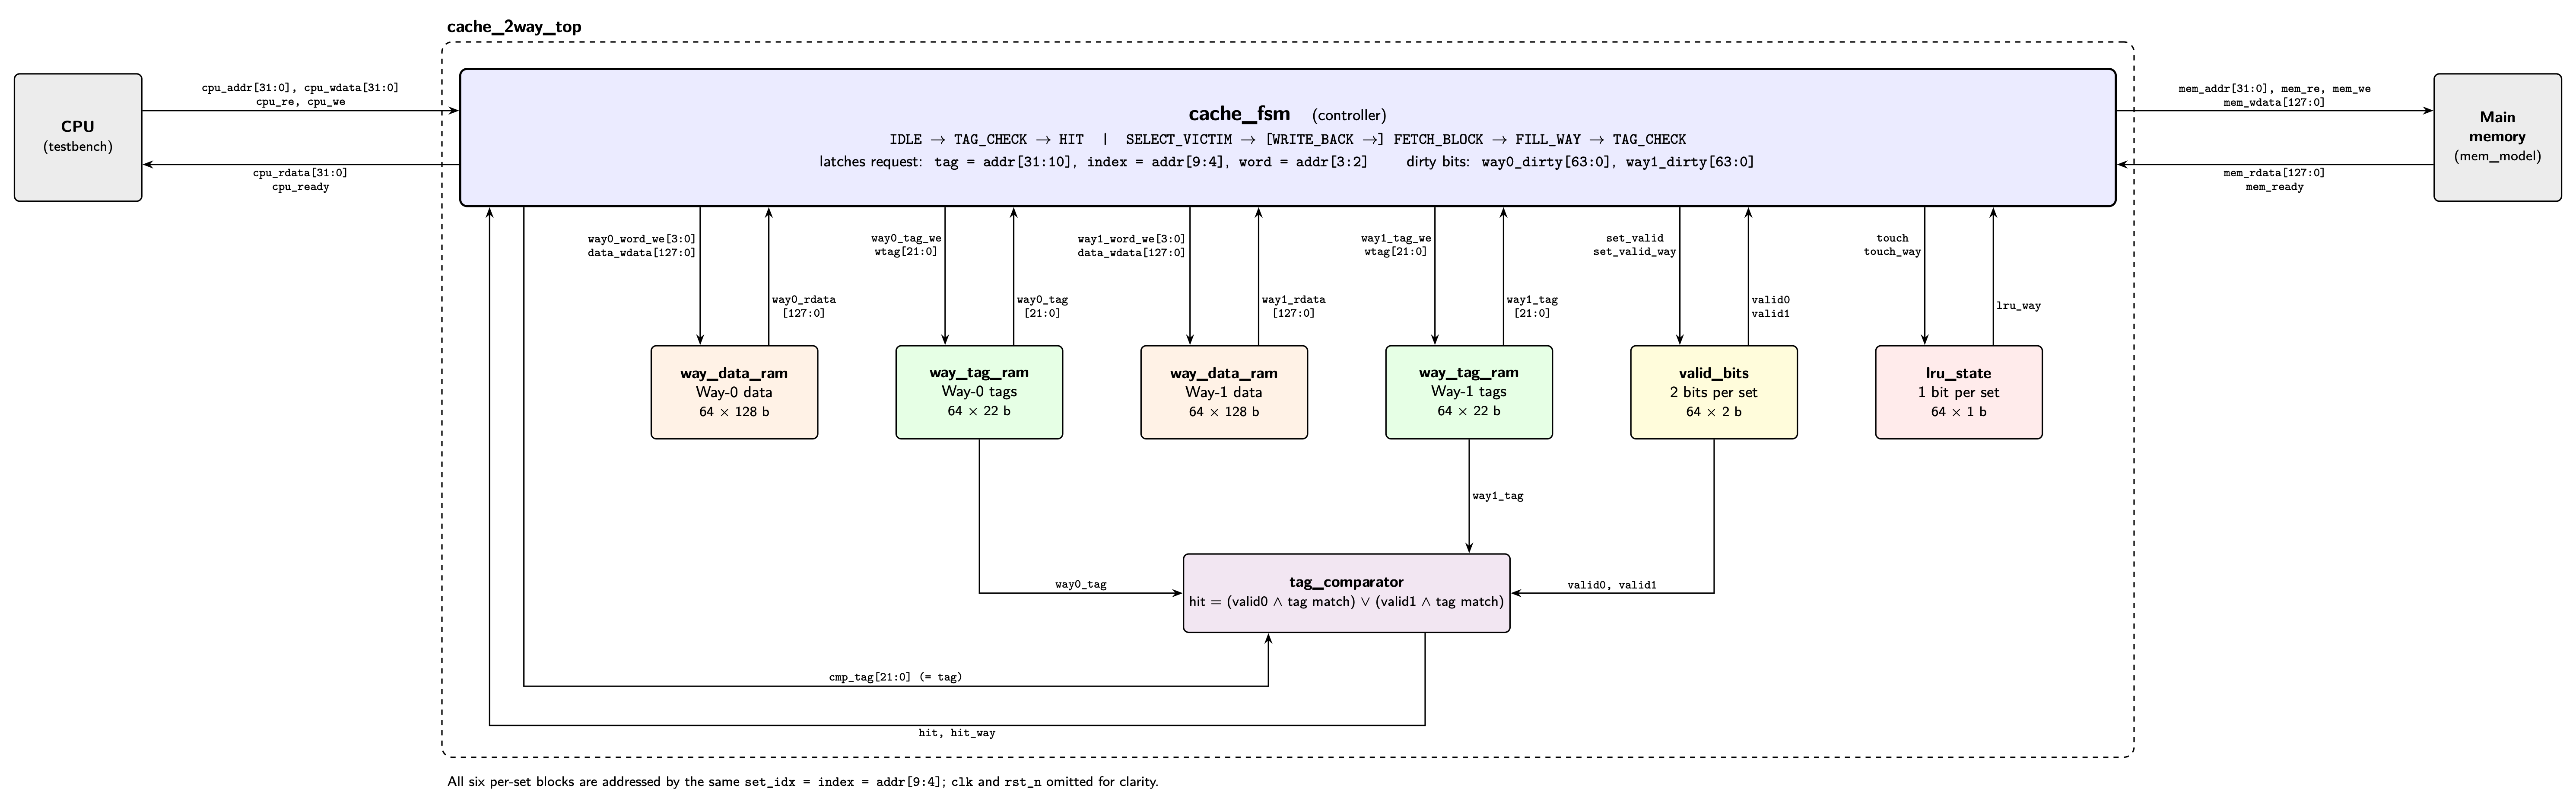 cache_2way_top
CPU
(testbench)
cpu_addr[31:0], cpu_wdata[31:0]
cpu_re, cpu_we
cpu_rdata[31:0]
cpu_ready
cache_fsm (controller)
IDLE → TAG_CHECK → HIT | SELECT_VICTIM → [WRITE_BACK →] FETCH_BLOCK → FILL_WAY → TAG_CHECK
latches request: tag = addr[31:10], index = addr[9:4], word = addr[3:2] dirty bits: way0_dirty[63:0], way1_dirty[63:0]
mem_addr[31:0], mem_re, mem_we
mem_wdata[127:0]
mem_rdata[127:0]
mem_ready
Main
memory
(mem_model)
way0_word_we[3:0]
data_wdata[127:0]
way0_rdata
[127:0]
way0_tag_we
wtag[21:0]
way0_tag
[21:0]
way1_word_we[3:0]
data_wdata[127:0]
way1_rdata
[127:0]
way1_tag_we
wtag[21:0]
way1_tag
[21:0]
set_valid
set_valid_way
valid0
valid1
touch
touch_way
lru_way
way_data_ram
Way-0 data
64 × 128 b
way_tag_ram
Way-0 tags
64 × 22 b
way_data_ram
Way-1 data
64 × 128 b
way_tag_ram
Way-1 tags
64 × 22 b
valid_bits
2 bits per set
64 × 2 b
lru_state
1 bit per set
64 × 1 b
way1_tag
way0_tag
tag_comparator
hit = (valid0 ∧ tag match) ∨ (valid1 ∧ tag match)
valid0, valid1
cmp_tag[21:0] (= tag)
hit, hit_way
All six per-set blocks are addressed by the same set_idx = index = addr[9:4]; clk and rst_n omitted for clarity.